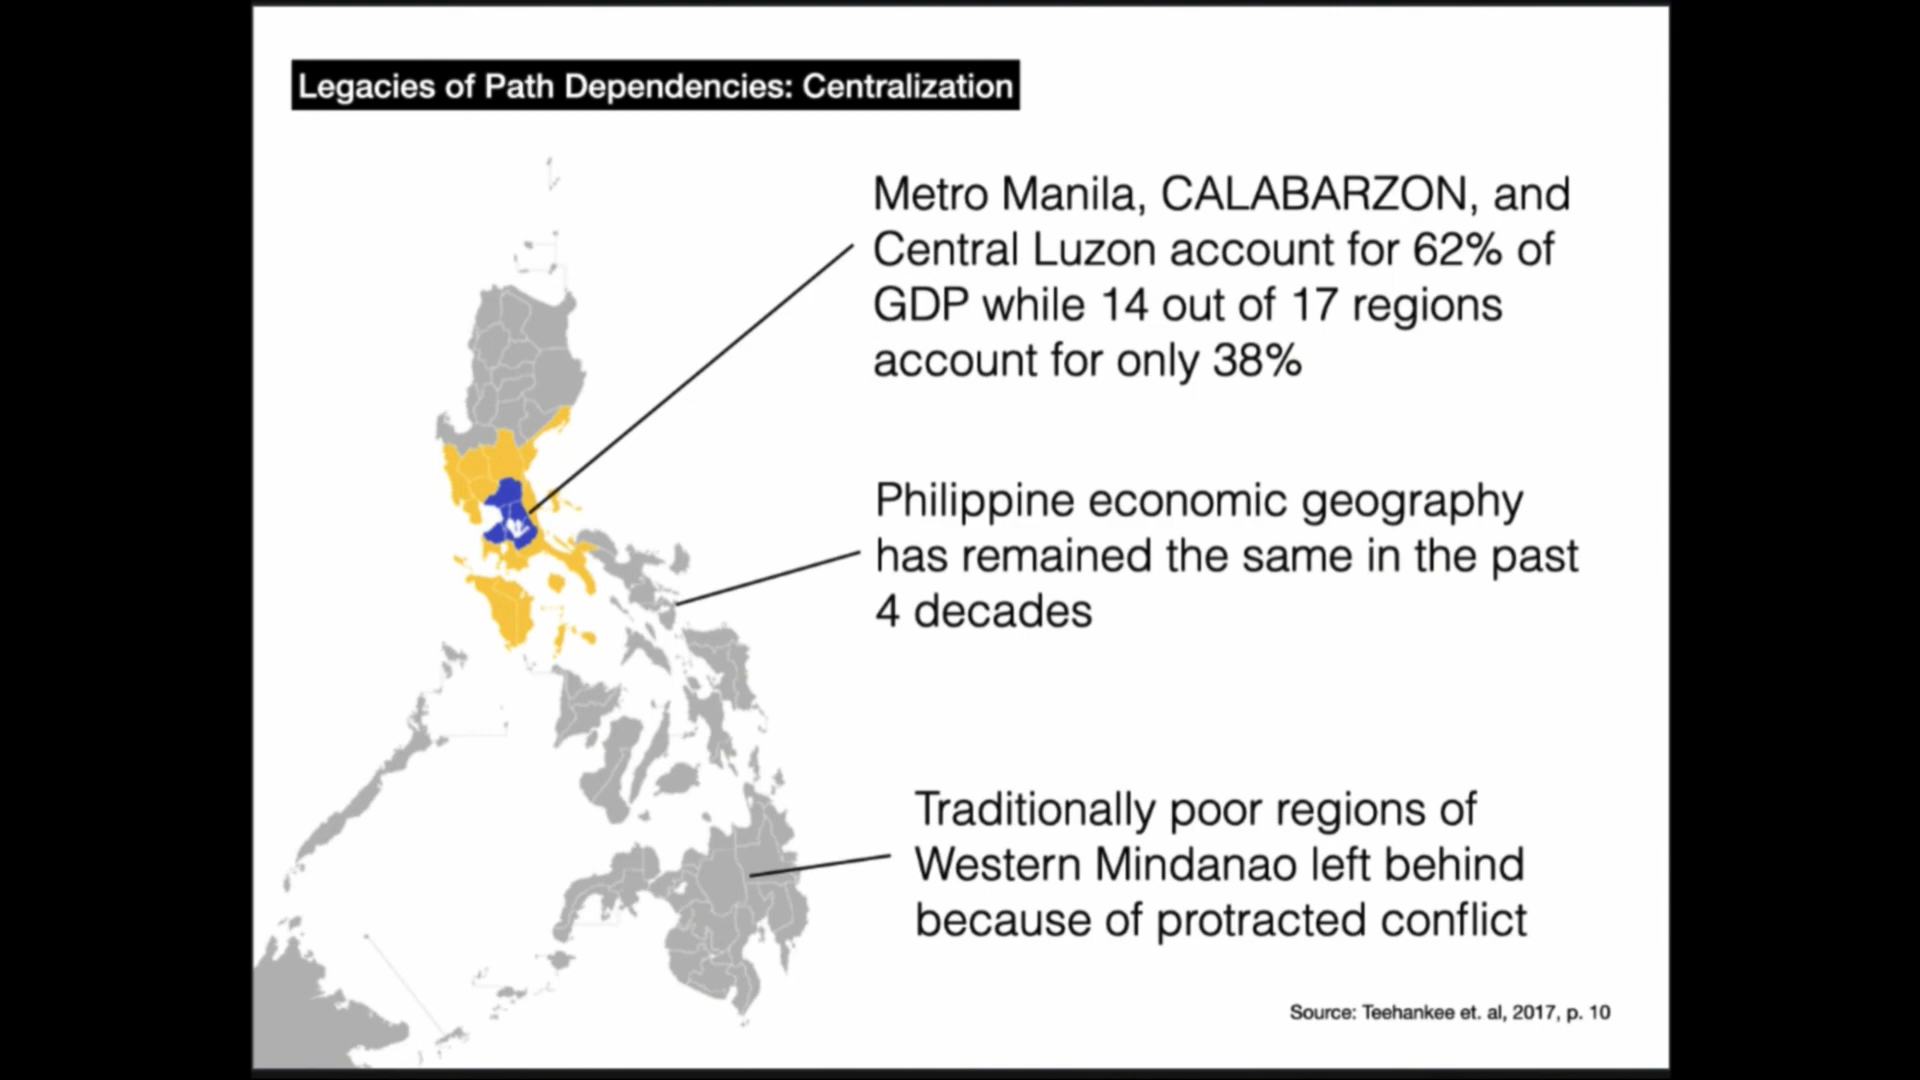 Legacies of Path Dependencies: Centralization
Metro Manila, CALABARZON, and
Central Luzon account for 62% of
GDP while 14 out of 17 regions
account for only 38%
Philippine economic geography
has remained the same in the past
4 decades
Traditionally poor regions of
Western Mindanao left behind
because of protracted conflict
Source: Teehankee et. al, 2017, p. 10